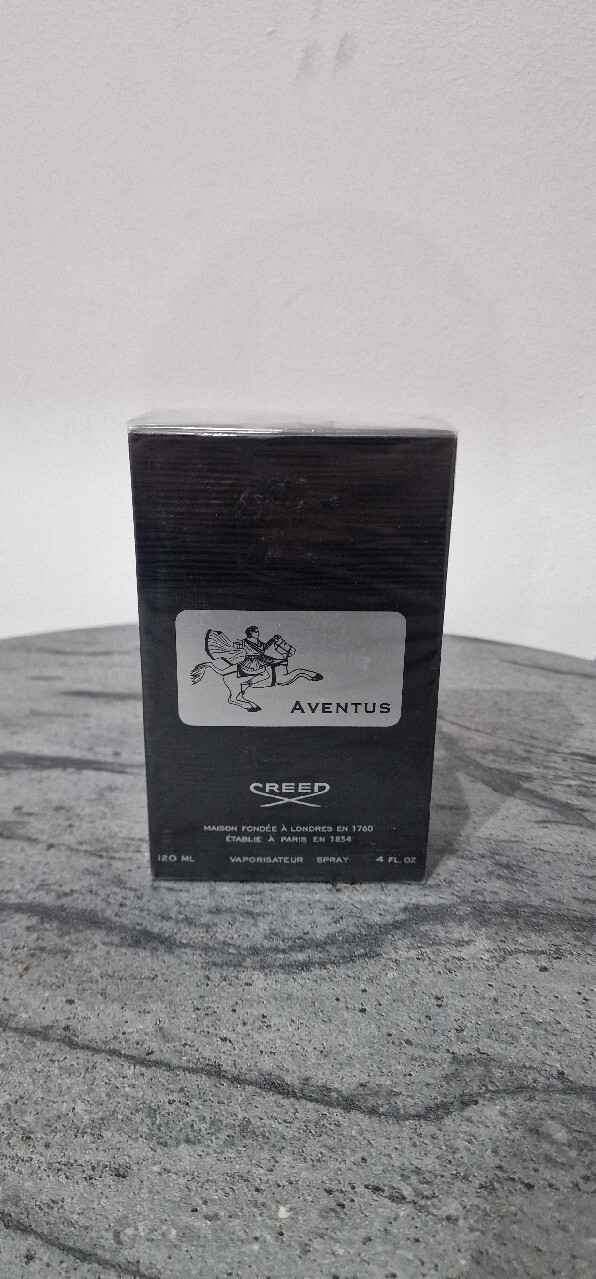 AVENTUS
CREED
MAISON FONDÉE À LONDRES EN 1760
ÉTABLIE À PARIS EN 1854
120 ML VAPORISATEUR SPRAY 4 FL. OZ